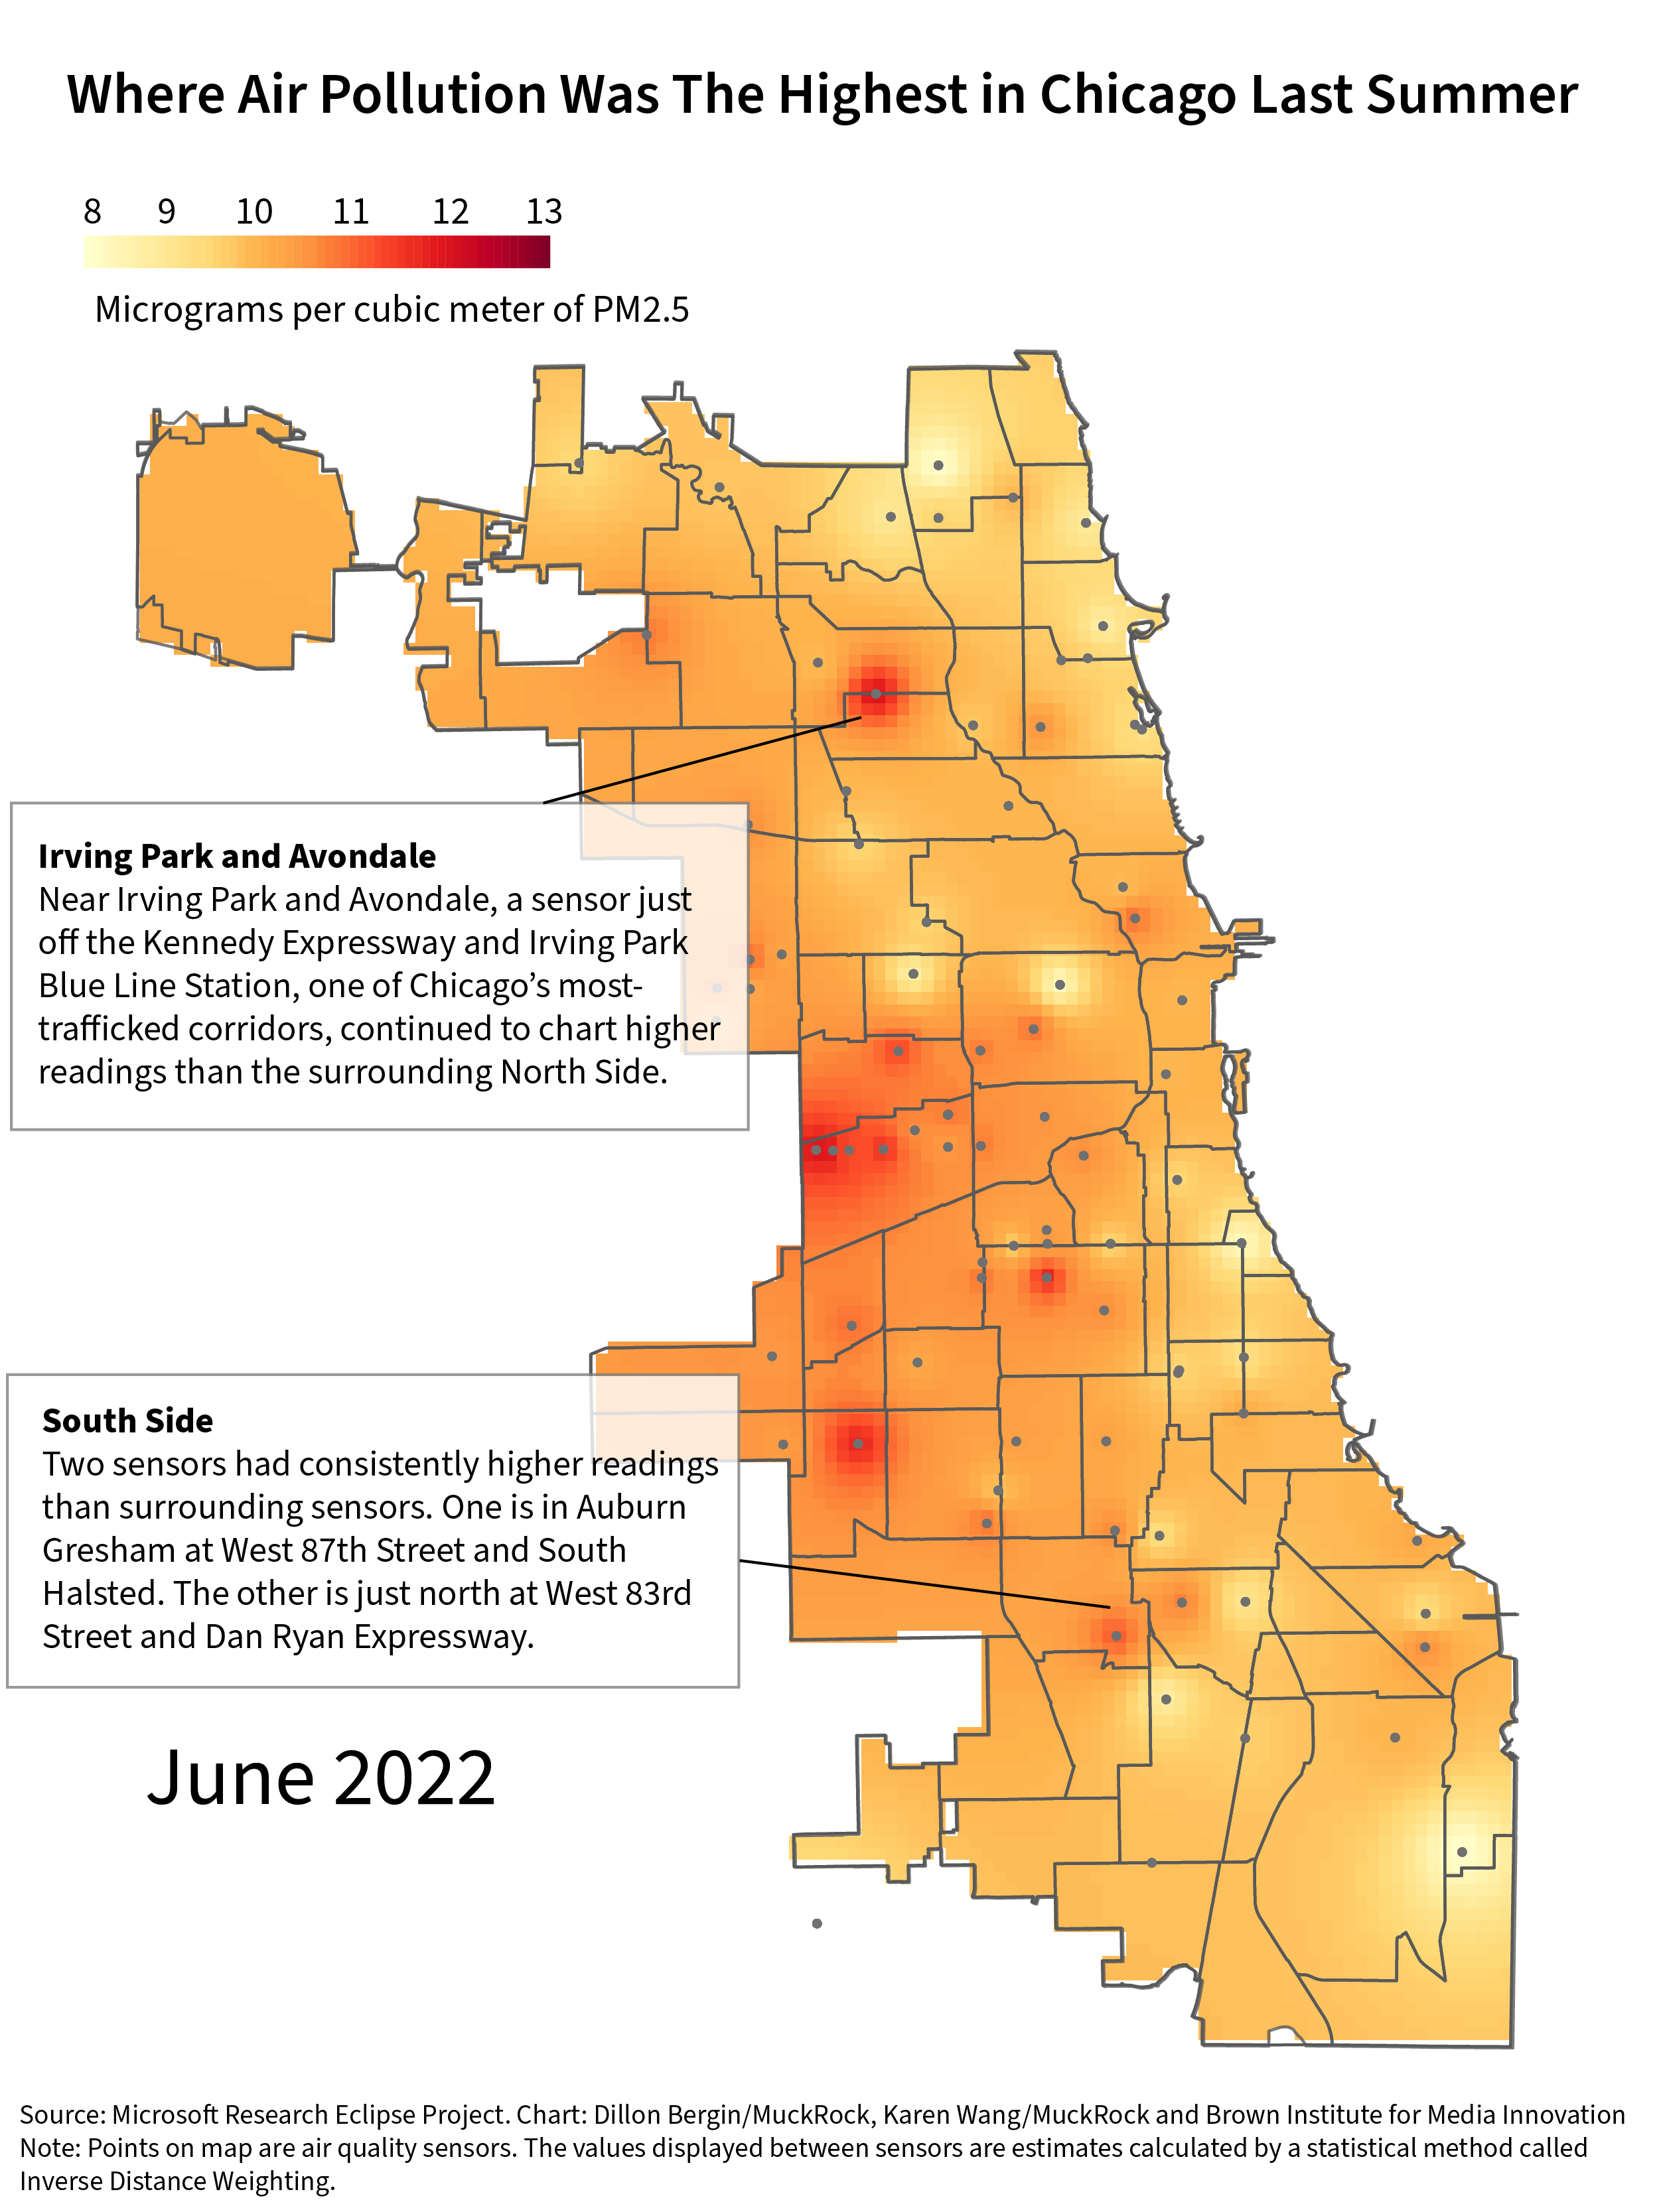 Where Air Pollution Was The Highest in Chicago Last Summer
8 9 10 11 12 13
Micrograms per cubic meter of PM2.5
Irving Park and Avondale
Near Irving Park and Avondale, a sensor just
off the Kennedy Expressway and Irving Park
Blue Line Station, one of Chicago’s most-
trafficked corridors, continued to chart higher
readings than the surrounding North Side.
South Side
Two sensors had consistently higher readings
than surrounding sensors. One is in Auburn
Gresham at West 87th Street and South
Halsted. The other is just north at West 83rd
Street and Dan Ryan Expressway.
June 2022
Source: Microsoft Research Eclipse Project. Chart: Dillon Bergin/MuckRock, Karen Wang/MuckRock and Brown Institute for Media Innovation
Note: Points on map are air quality sensors. The values displayed between sensors are estimates calculated by a statistical method called
Inverse Distance Weighting.